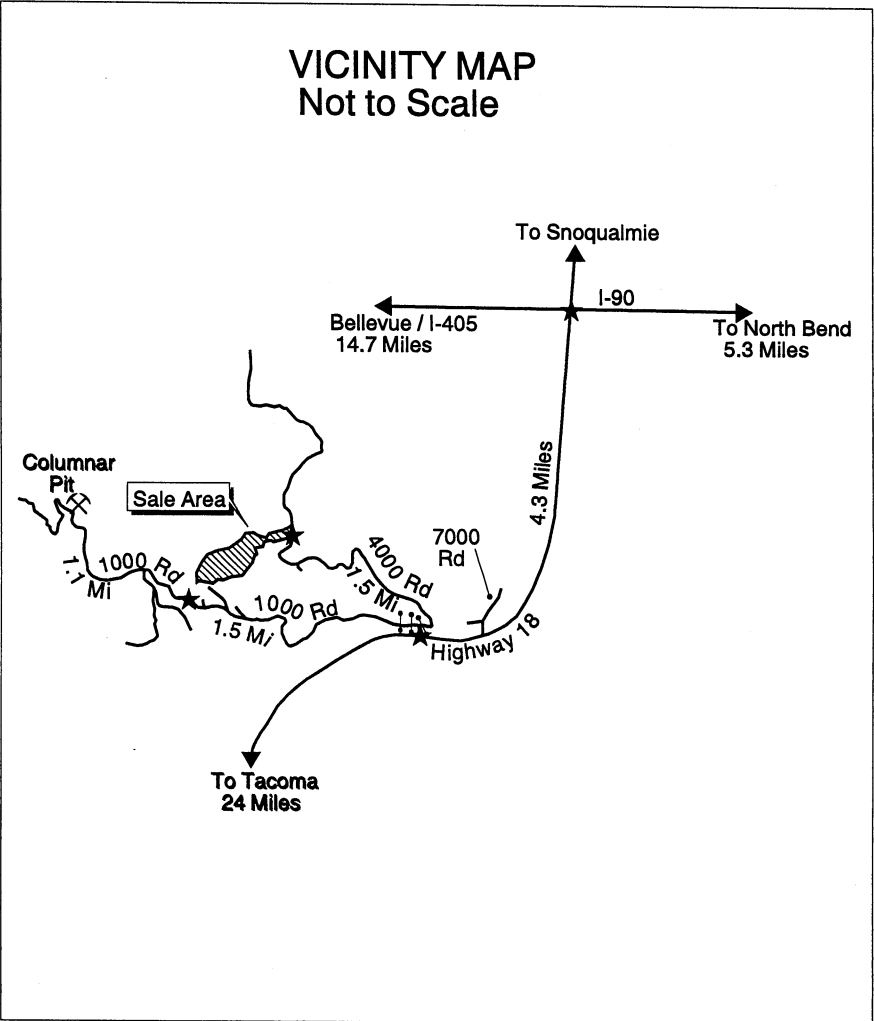 VICINITY MAP
Not to Scale
To Snoqualmie
I-90
Bellevue / I-405
14.7 Miles
To North Bend
5.3 Miles
4.3 Miles
Columnar
Pit
Sale Area
7000
Rd
4000 Rd
1.5 Mi
1000 Rd
1.1 Mi
1000 Rd
1.5 Mi
Highway 18
To Tacoma
24 Miles